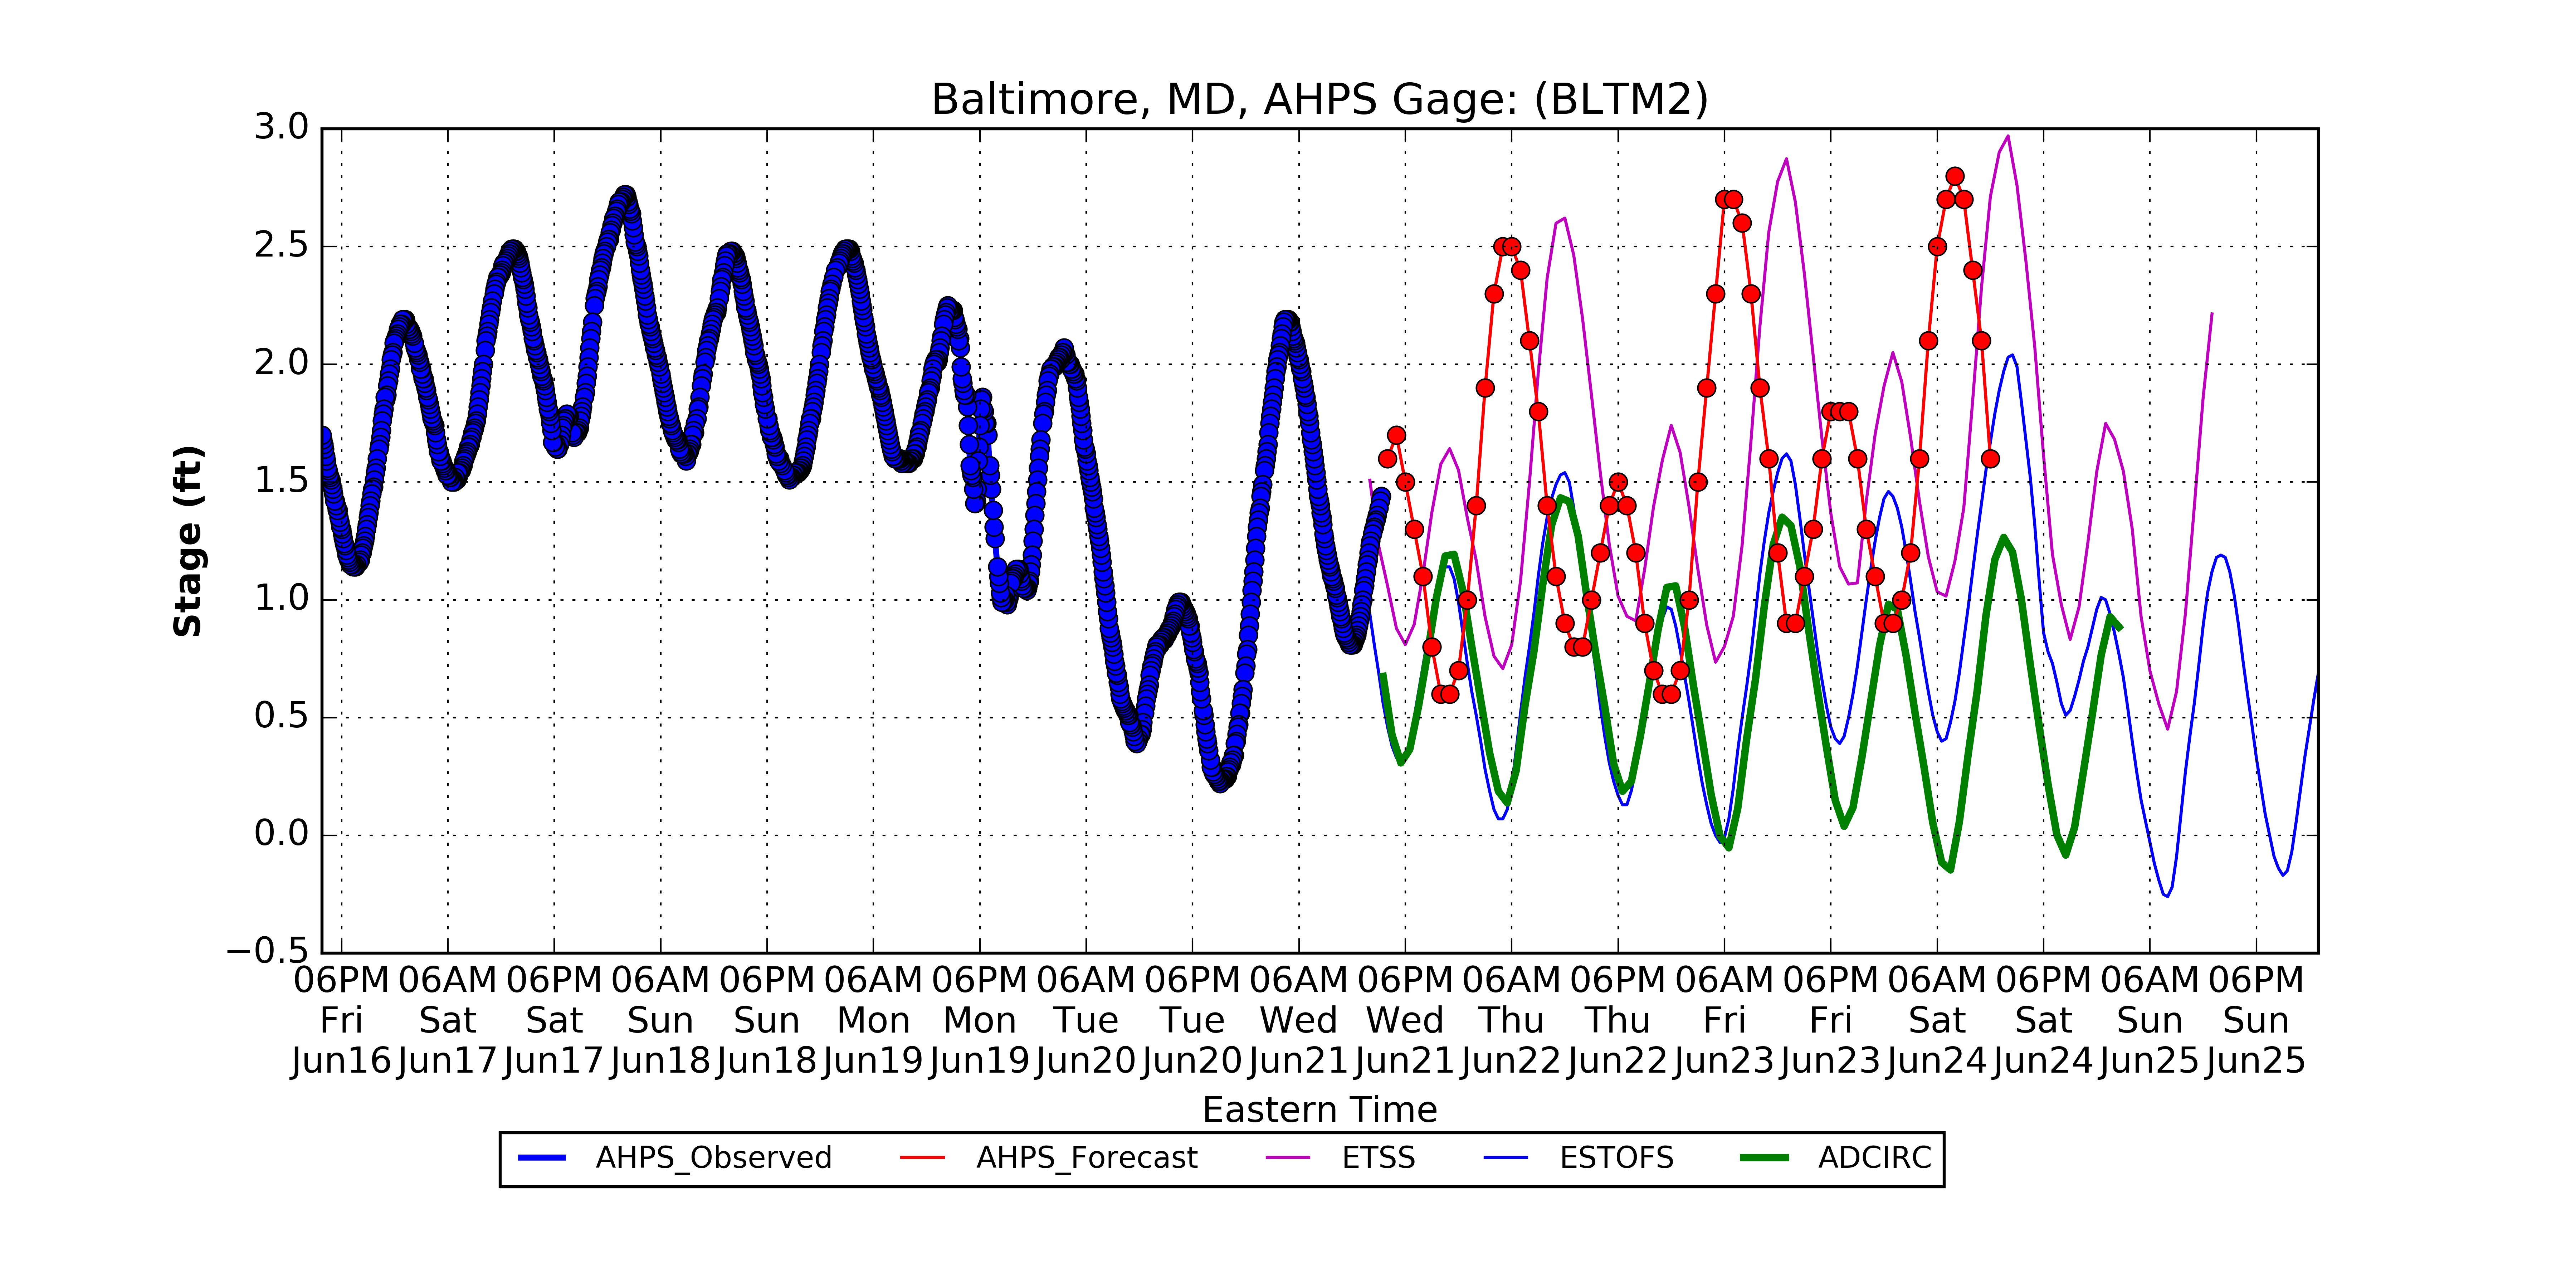 Baltimore, MD, AHPS Gage: (BLTM2)
3.0
2.5
2.0
1.5
1.0
0.5
0.0
−0.5
Stage (ft)
06PM 06AM 06PM 06AM 06PM 06AM 06PM 06AM 06PM 06AM 06PM 06AM 06PM 06AM 06PM 06AM 06PM 06AM 06PM
Fri Sat Sat Sun Sun Mon Mon Tue Tue Wed Wed Thu Thu Fri Fri Sat Sat Sun Sun
Jun16 Jun17 Jun17 Jun18 Jun18 Jun19 Jun19 Jun20 Jun20 Jun21 Jun21 Jun22 Jun22 Jun23 Jun23 Jun24 Jun24 Jun25 Jun25
Eastern Time
AHPS_Observed AHPS_Forecast ETSS ESTOFS ADCIRC